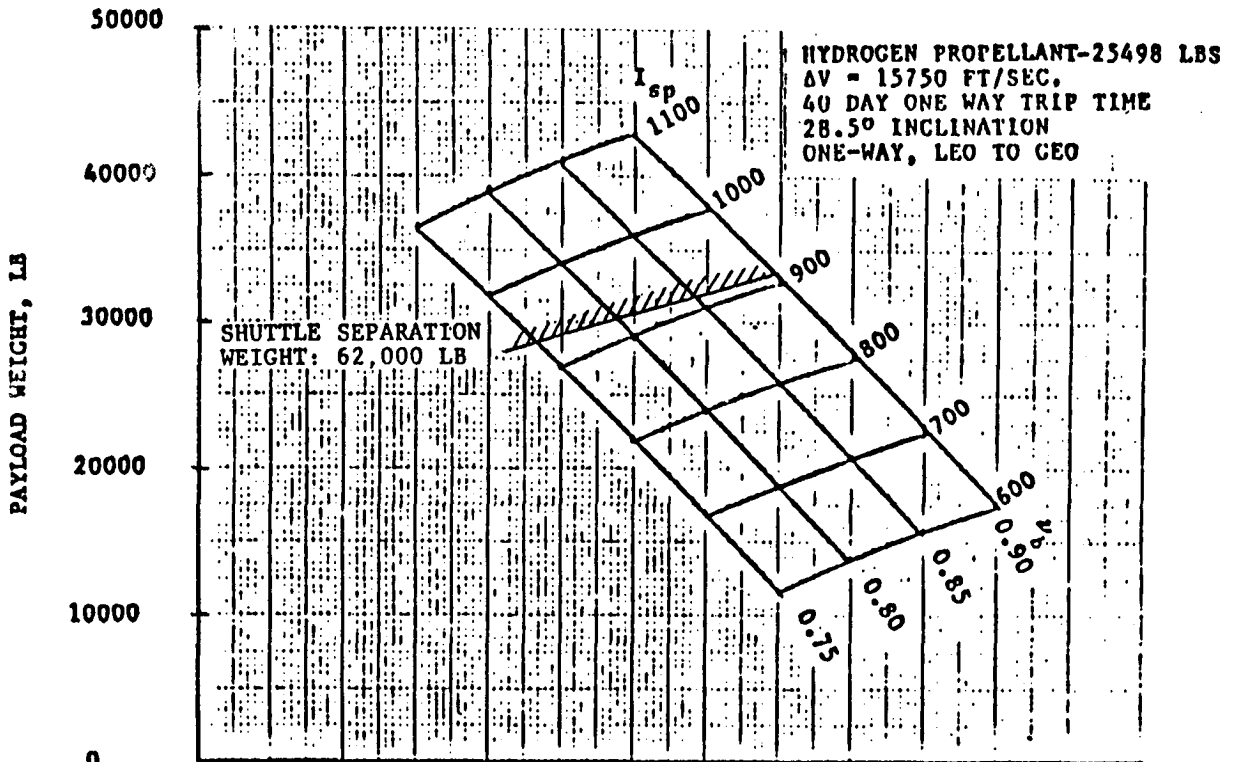 50000
HYDROGEN PROPELLANT-25498 LBS
ΔV = 15750 FT/SEC.
40 DAY ONE WAY TRIP TIME
28.5° INCLINATION
ONE-WAY, LEO TO GEO
Isp
1100
40000
1000
900
PAYLOAD WEIGHT, LB
30000
SHUTTLE SEPARATION
WEIGHT: 62,000 LB
800
700
20000
600
0.90
0.85
0.80
0.75
10000
0